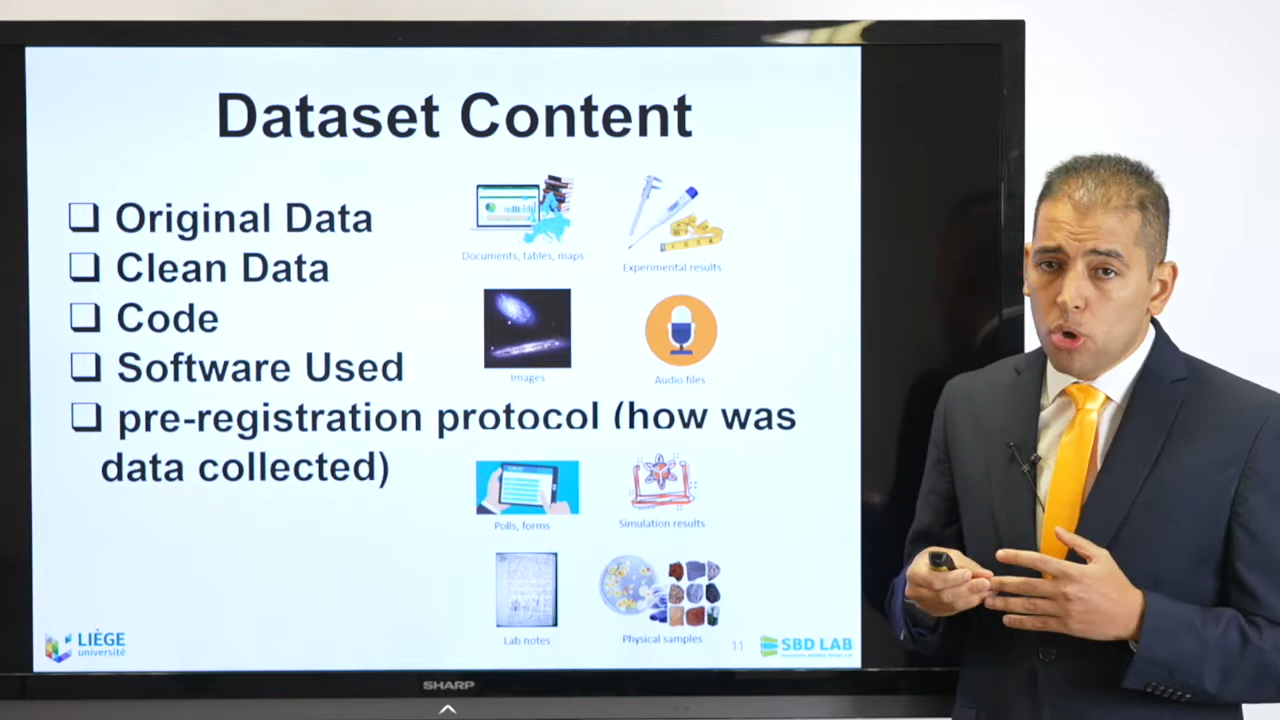 Dataset Content
❑ Original Data
❑ Clean Data
❑ Code
❑ Software Used
❑ pre-registration protocol (how was
data collected)
Documents, tables, maps
Experimental results
Images
Audio files
Polls, forms
Simulation results
Lab notes
Physical samples
LIÈGE
université
11
SBD LAB
SHARP